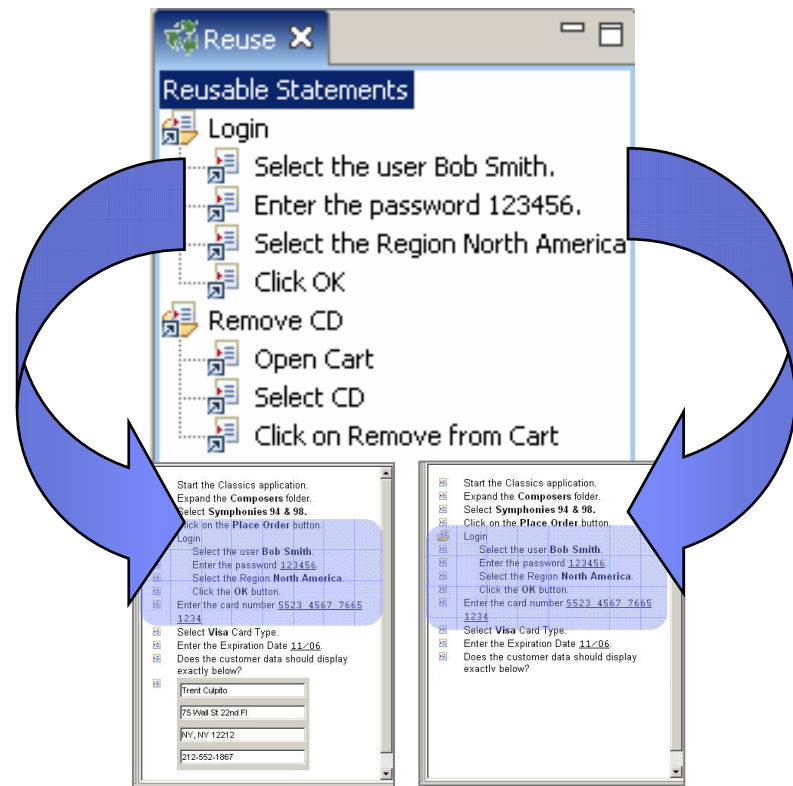 Reuse
Reusable Statements
Login
Select the user Bob Smith.
Enter the password 123456.
Select the Region North America
Click OK
Remove CD
Open Cart
Select CD
Click on Remove from Cart
Start the Classics application.
Expand the Composers folder.
Select Symphonies 94 & 98.
Click on the Place Order button.
Login
Select the user Bob Smith.
Enter the password 123456.
Select the Region North America.
Click the OK button.
Enter the card number 5523 4567 7665
1234
Select Visa Card Type.
Enter the Expiration Date 11/06.
Does the customer data should display
exactly below?
Trent Culpito
75 Wall St 22nd Fl
NY, NY 12212
212-552-1867
Start the Classics application.
Expand the Composers folder.
Select Symphonies 94 & 98.
Click on the Place Order button.
Login
Select the user Bob Smith.
Enter the password 123456.
Select the Region North America.
Click the OK button.
Enter the card number 5523 4567 7665
1234
Select Visa Card Type.
Enter the Expiration Date 11/06.
Does the customer data should display
exactly below?